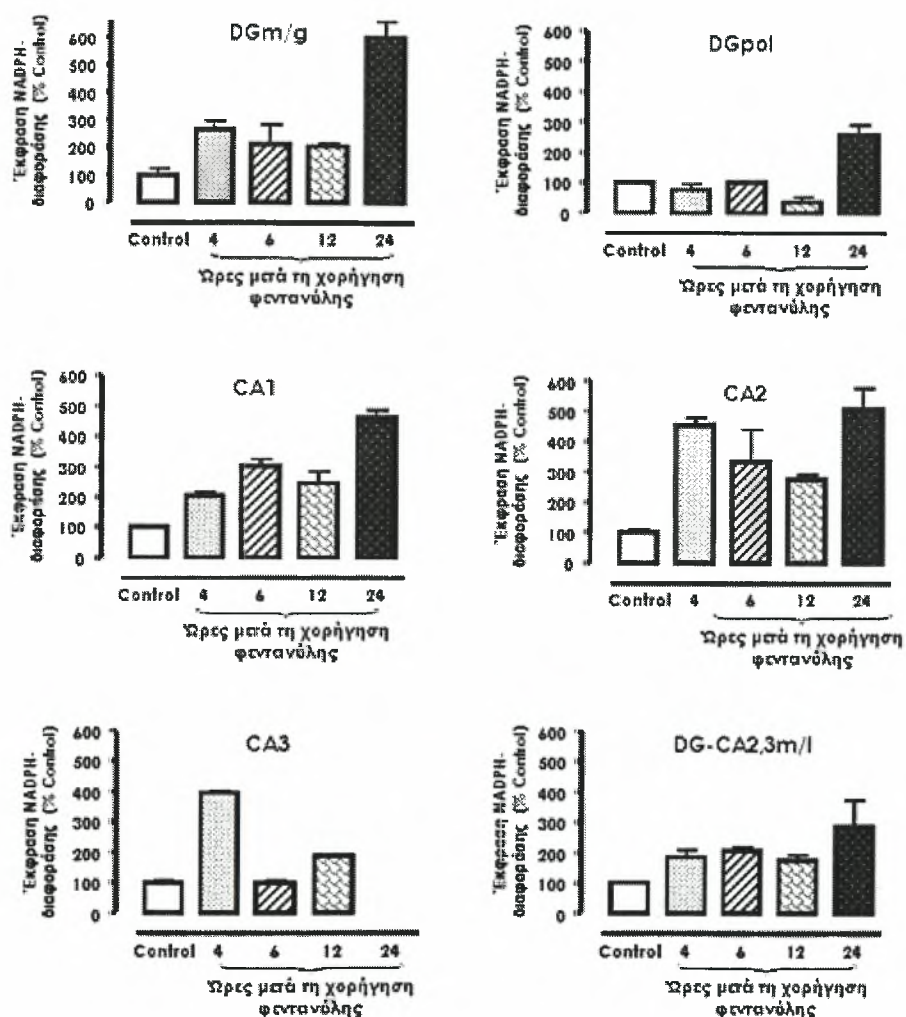 DGm/g
Έκφραση NADPH-
διαφοράσης (% Control)
600
500
400
300
200
100
0
Control 4 6 12 24
Ώρες μετά τη χορήγηση
φεντανύλης
DGpol
Έκφραση NADPH-
διαφοράσης (% Control)
600
500
400
300
200
100
0
Control 4 6 12 24
Ώρες μετά τη χορήγηση
φεντανύλης
CA1
Έκφραση NADPH-
διαφοράσης (% Control)
600
500
400
300
200
100
0
Control 4 6 12 24
Ώρες μετά τη χορήγηση
φεντανύλης
CA2
Έκφραση NADPH-
διαφοράσης (% Control)
600
500
400
300
200
100
0
Control 4 6 12 24
Ώρες μετά τη χορήγηση
φεντανύλης
CA3
Έκφραση NADPH-
διαφοράσης (% Control)
600
500
400
300
200
100
0
Control 4 6 12 24
Ώρες μετά τη χορήγηση
φεντανύλης
DG-CA2,3m/l
Έκφραση NADPH-
διαφοράσης (% Control)
600
500
400
300
200
100
0
Control 4 6 12 24
Ώρες μετά τη χορήγηση
φεντανύλης